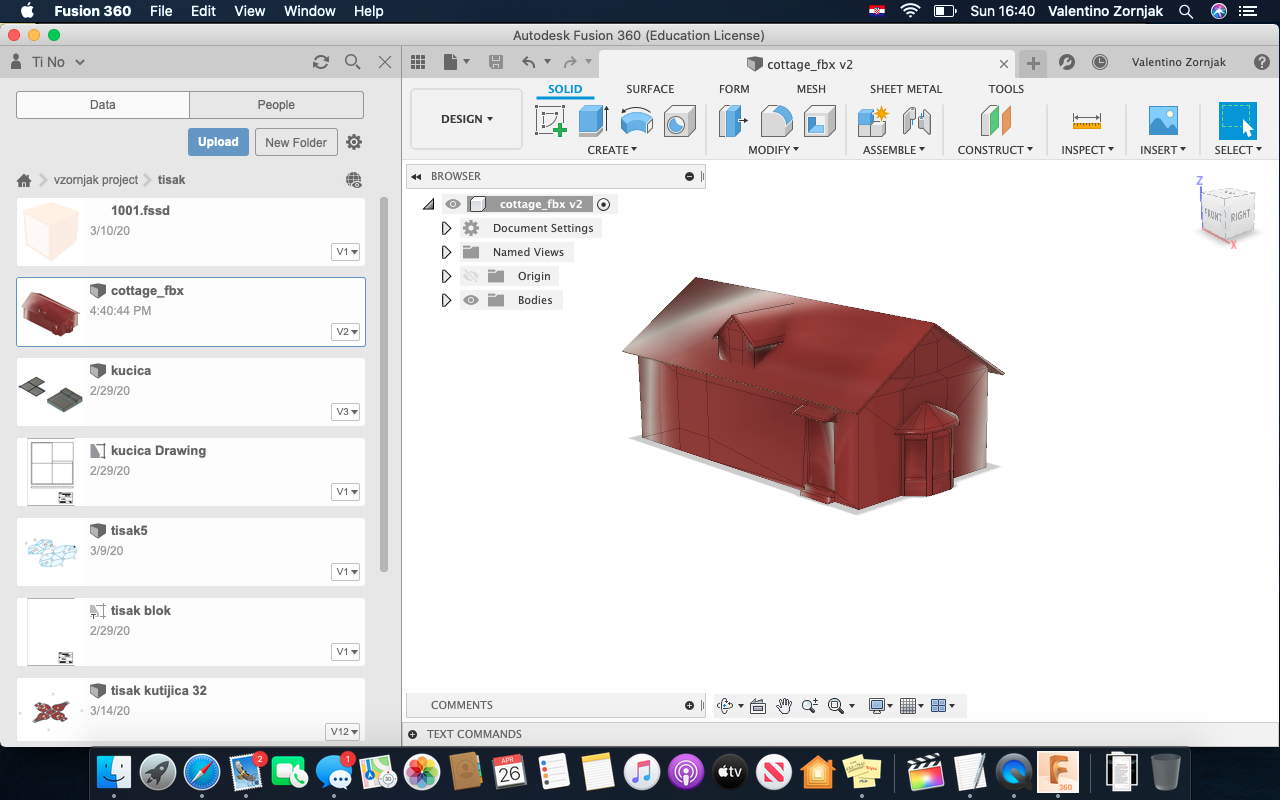 Fusion 360 File Edit View Window Help Sun 16:40 Valentino Zornjak
Autodesk Fusion 360 (Education License)
Ti No
cottage_fbx v2
Valentino Zornjak
Data People
Upload New Folder
vzornjak project tisak
1001.fssd
3/10/20
V1
cottage_fbx
4:40:44 PM
V2
kucica
2/29/20
V3
kucica Drawing
2/29/20
V1
tisak5
3/9/20
V1
tisak blok
2/29/20
V1
tisak kutijica 32
3/14/20
V12
SOLID SURFACE FORM MESH SHEET METAL TOOLS
DESIGN
CREATE MODIFY ASSEMBLE CONSTRUCT INSPECT INSERT SELECT
BROWSER
cottage_fbx v2
Document Settings
Named Views
Origin
Bodies
Z
FRONT RIGHT
X
COMMENTS
TEXT COMMANDS
2
1
APR
26
tv
360